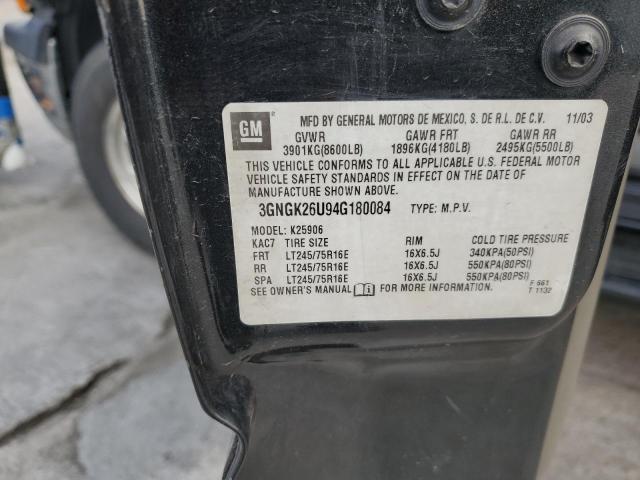 GM
MFD BY GENERAL MOTORS DE MEXICO, S. DE R.L. DE C.V. 11/03
GVWR GAWR FRT GAWR RR
3901KG(8600LB) 1896KG(4180LB) 2495KG(5500LB)
THIS VEHICLE CONFORMS TO ALL APPLICABLE U.S. FEDERAL MOTOR
VEHICLE SAFETY STANDARDS IN EFFECT ON THE DATE OF
MANUFACTURE SHOWN ABOVE.
3GNGK26U94G180084 TYPE: M.P.V.
MODEL: K25906
KAC7 TIRE SIZE RIM COLD TIRE PRESSURE
FRT LT245/75R16E 16X6.5J 340KPA(50PSI)
RR LT245/75R16E 16X6.5J 550KPA(80PSI)
SPA LT245/75R16E 16X6.5J 550KPA(80PSI)
SEE OWNER'S MANUAL FOR MORE INFORMATION.
F 661
T 1132